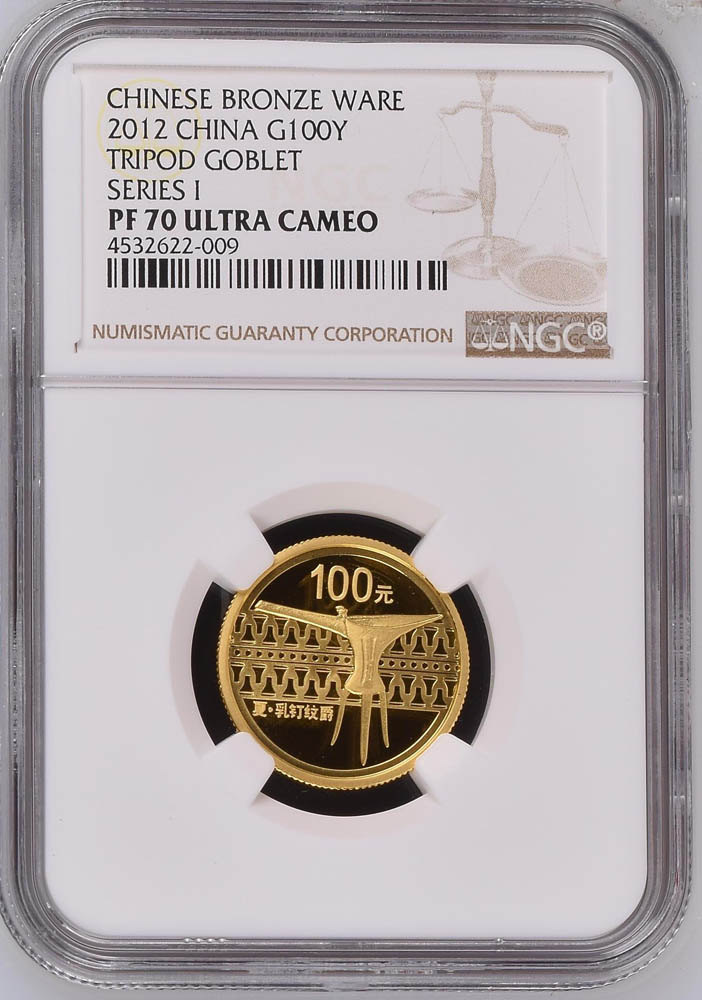 CHINESE BRONZE WARE
2012 CHINA G100Y
TRIPOD GOBLET
SERIES I
PF 70 ULTRA CAMEO
4532622-009
NUMISMATIC GUARANTY CORPORATION
NGC®
100元
夏·乳钉纹爵